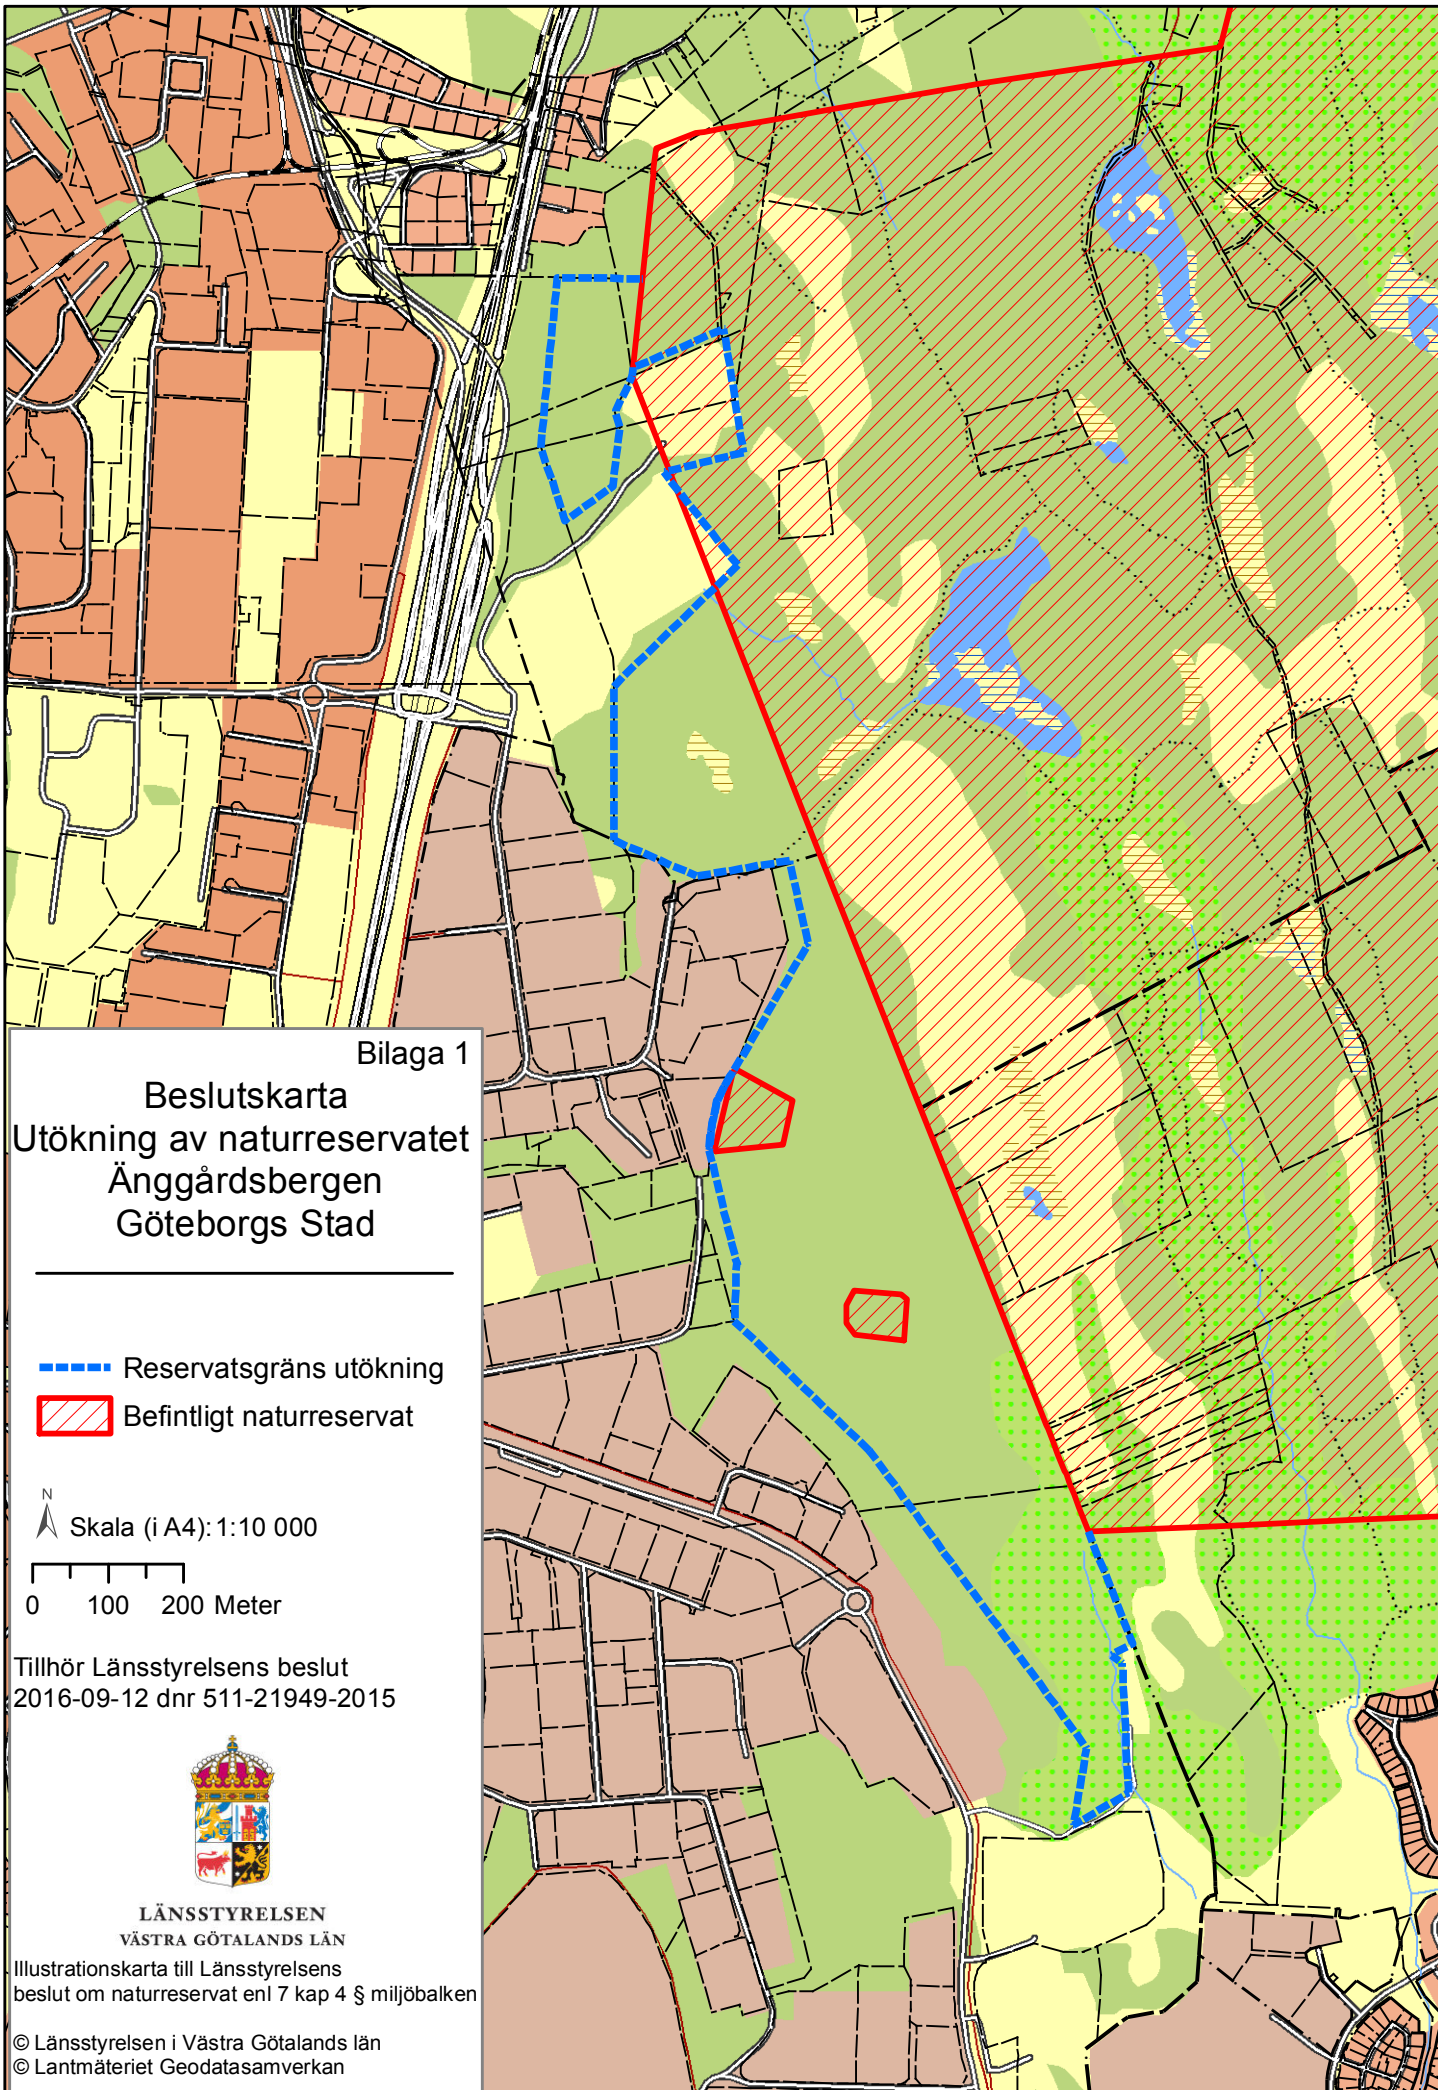 Bilaga 1
Beslutskarta
Utökning av naturreservatet
Änggårdsbergen
Göteborgs Stad
Reservatsgräns utökning
Befintligt naturreservat
N
Skala (i A4): 1:10 000
0 100 200 Meter
Tillhör Länsstyrelsens beslut
2016-09-12 dnr 511-21949-2015
LÄNSSTYRELSEN
VÄSTRA GÖTALANDS LÄN
Illustrationskarta till Länsstyrelsens
beslut om naturreservat enl 7 kap 4 § miljöbalken
© Länsstyrelsen i Västra Götalands län
© Lantmäteriet Geodatasamverkan